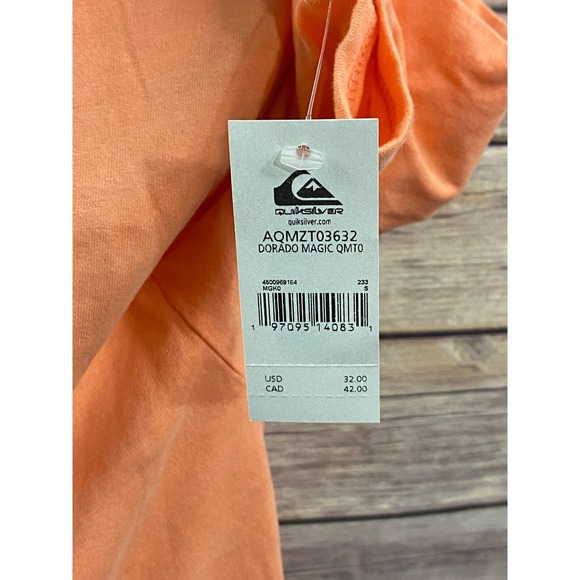 QUIKSILVER
quiksilver.com
AQMZT03632
DORADO MAGIC QMT0
4500969104 233
MGK0 S
1 97095 14083 1
USD 32.00
CAD 42.00